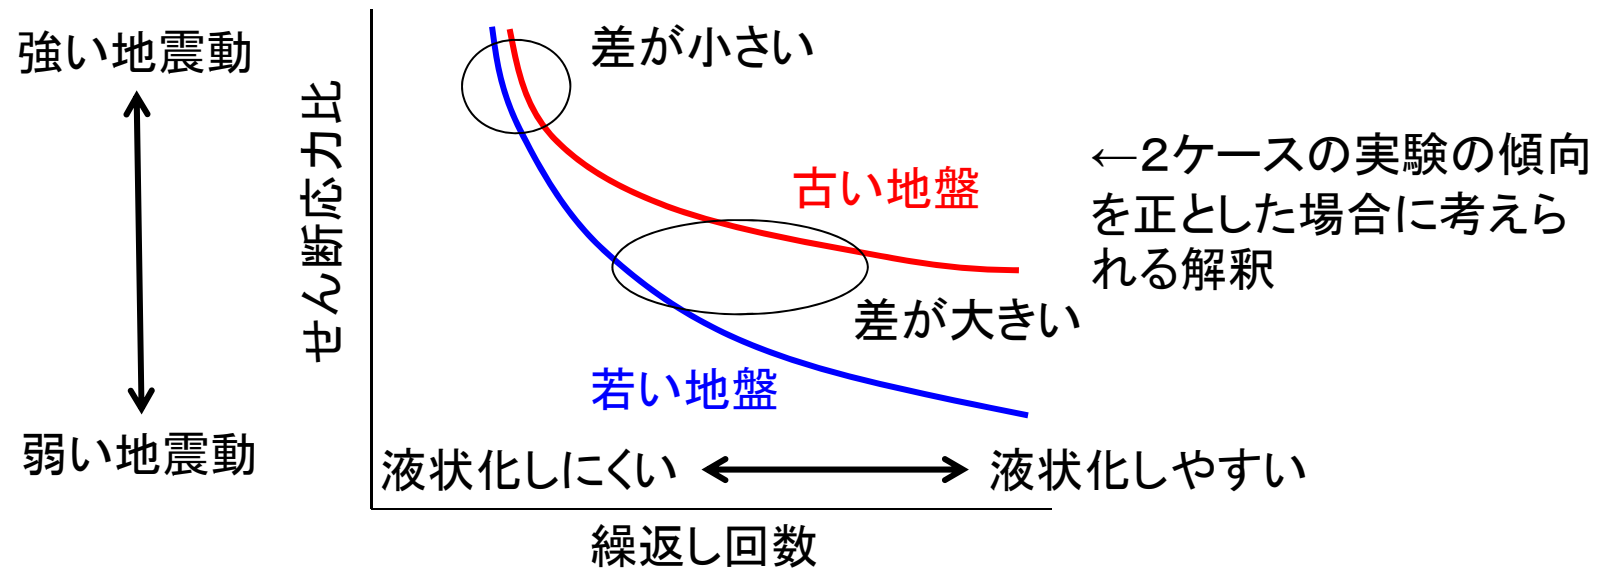 強い地震動
差が小さい
せん断応力比
古い地盤
←2ケースの実験の傾向
を正とした場合に考えら
れる解釈
差が大きい
若い地盤
弱い地震動
液状化しにくい
液状化しやすい
繰返し回数